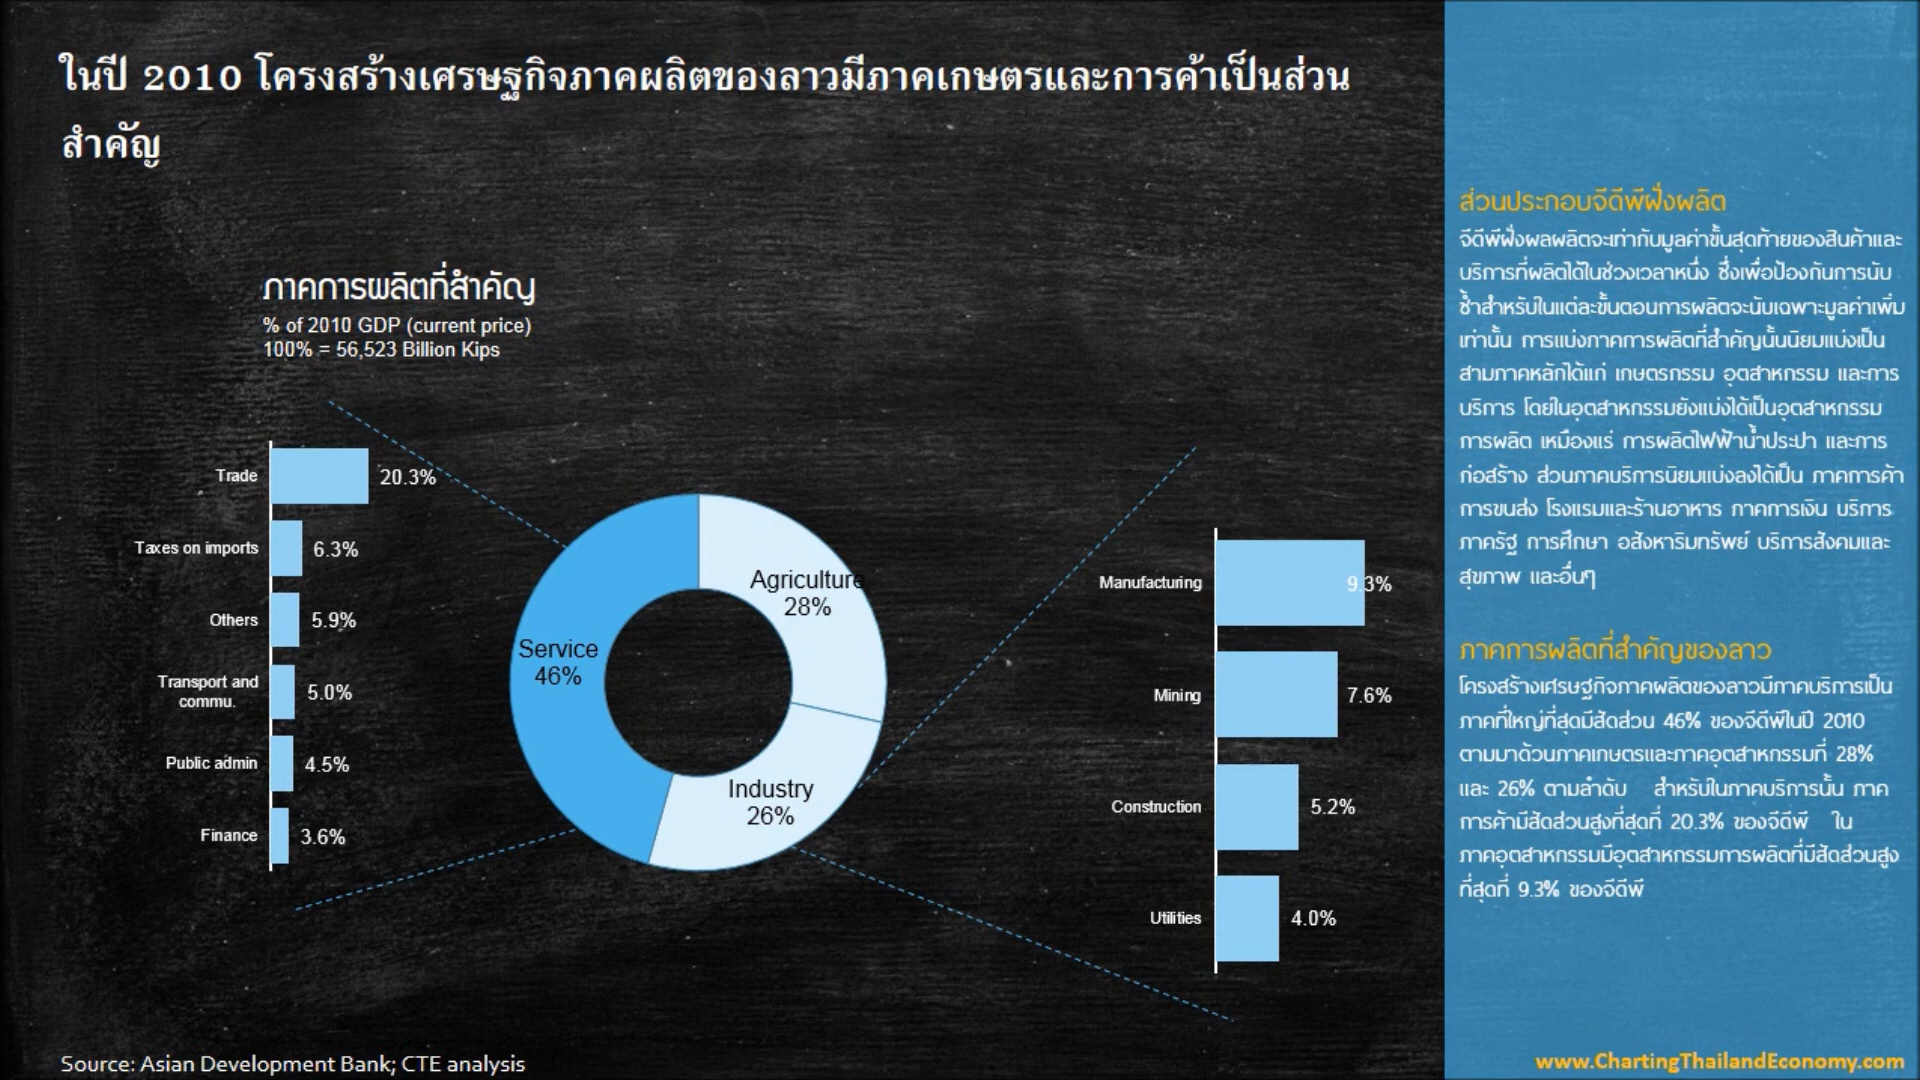 ในปี 2010 โครงสร้างเศรษฐกิจภาคผลิตของลาวมีภาคเกษตรและการค้าเป็นส่วน
สำคัญ
ภาคการผลิตที่สำคัญ
% of 2010 GDP (current price)
100% = 56,523 Billion Kips
Trade
20.3%
Taxes on imports
6.3%
Others
5.9%
Transport and
commu.
5.0%
Public admin
4.5%
Finance
3.6%
Agriculture
28%
Service
46%
Industry
26%
Manufacturing
9.3%
Mining
7.6%
Construction
5.2%
Utilities
4.0%
Source: Asian Development Bank; CTE analysis
ส่วนประกอบจีดีพีฝั่งผลิต
จีดีพีฝั่งผลผลิตจะเท่ากับมูลค่าขั้นสุดท้ายของสินค้าและ
บริการที่ผลิตได้ในช่วงเวลาหนึ่ง ซึ่งเพื่อป้องกันการนับ
ซ้ำสำหรับในแต่ละขั้นตอนการผลิตจะนับเฉพาะมูลค่าเพิ่ม
เท่านั้น การแบ่งภาคการผลิตที่สำคัญนั้นนิยมแบ่งเป็น
สามภาคหลักได้แก่ เกษตรกรรม อุตสาหกรรม และการ
บริการ โดยในอุตสาหกรรมยังแบ่งได้เป็นอุตสาหกรรม
การผลิต เหมืองแร่ การผลิตไฟฟ้าน้ำประปา และการ
ก่อสร้าง ส่วนภาคบริการนิยมแบ่งลงได้เป็น ภาคการค้า
การขนส่ง โรงแรมและร้านอาหาร ภาคการเงิน บริการ
ภาครัฐ การศึกษา อสังหาริมทรัพย์ บริการสังคมและ
สุขภาพ และอื่นๆ
ภาคการผลิตที่สำคัญของลาว
โครงสร้างเศรษฐกิจภาคผลิตของลาวมีภาคบริการเป็น
ภาคที่ใหญ่ที่สุดมีสัดส่วน 46% ของจีดีพีในปี 2010
ตามมาด้วนภาคเกษตรและภาคอุตสาหกรรมที่ 28%
และ 26% ตามลำดับ สำหรับในภาคบริการนั้น ภาค
การค้ามีสัดส่วนสูงที่สุดที่ 20.3% ของจีดีพี ใน
ภาคอุตสาหกรรมมีอุตสาหกรรมการผลิตที่มีสัดส่วนสูง
ที่สุดที่ 9.3% ของจีดีพี
www.ChartingThailandEconomy.com